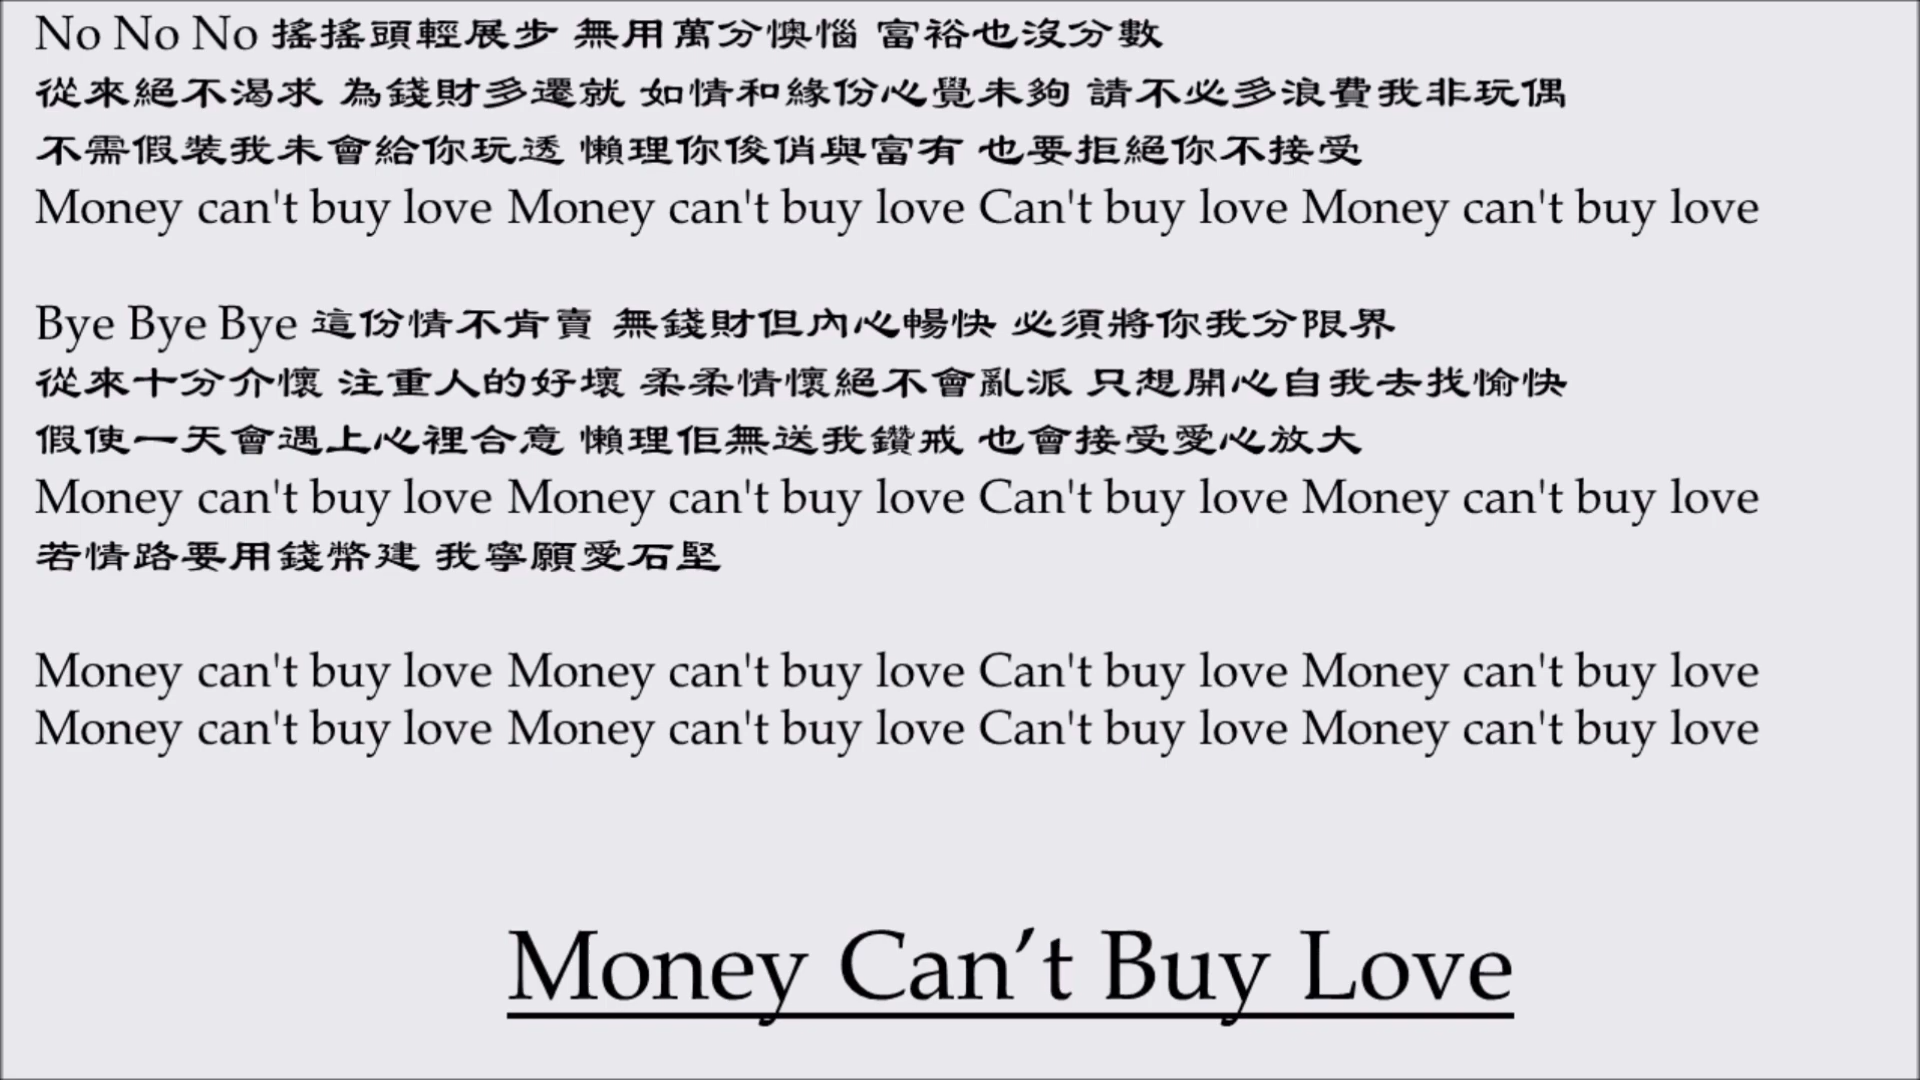 No No No 搖搖頭輕展步 無用萬分懊惱 富裕也沒分數
從來絕不渴求 為錢財多遷就 如情和緣份心覺未夠 請不必多浪費我非玩偶
不需假裝我未會給你玩透 懶理你俊俏與富有 也要拒絕你不接受
Money can't buy love Money can't buy love Can't buy love Money can't buy love
Bye Bye Bye 這份情不肯賣 無錢財但內心暢快 必須將你我分限界
從來十分介懷 注重人的好壞 柔柔情懷絕不會亂派 只想開心自我去找愉快
假使一天會遇上心裡合意 懶理佢無送我鑽戒 也會接受愛心放大
Money can't buy love Money can't buy love Can't buy love Money can't buy love
若情路要用錢幣建 我寧願愛石堅
Money can't buy love Money can't buy love Can't buy love Money can't buy love
Money can't buy love Money can't buy love Can't buy love Money can't buy love
Money Can’t Buy Love